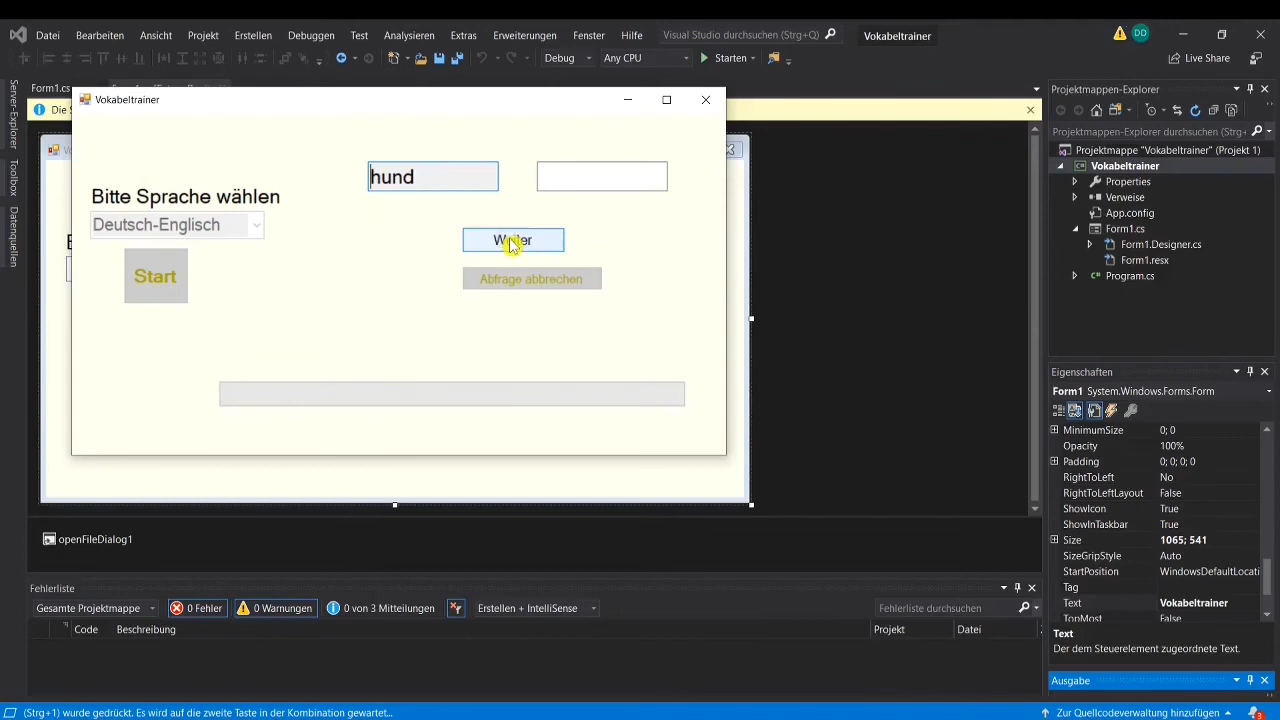 Datei Bearbeiten Ansicht Projekt Erstellen Debuggen Test Analysieren Extras Erweiterungen Fenster Hilfe Visual Studio durchsuchen (Strg+Q) Vokabeltrainer DD
Debug Any CPU Starten Live Share
Form1.cs
Server-Explorer
Toolbox
Datenquellen
Die
Vokabeltrainer
hund
Bitte Sprache wählen
Deutsch-Englisch
Start
Abfrage abbrechen
openFileDialog1
Projektmappen-Explorer
Projektmappen-Explorer durchsuchen (Strg+
Projektmappe "Vokabeltrainer" (Projekt 1)
Vokabeltrainer
Properties
Verweise
App.config
Form1.cs
Form1.Designer.cs
Form1.resx
Program.cs
Eigenschaften
Form1 System.Windows.Forms.Form
MinimumSize 0; 0
Opacity 100%
Padding 0; 0; 0; 0
RightToLeft No
RightToLeftLayout False
ShowIcon True
ShowInTaskbar True
Size 1065; 541
SizeGripStyle Auto
StartPosition WindowsDefaultLocati
Tag
Text Vokabeltrainer
TopMost False
Text
Der dem Steuerelement zugeordnete Text.
Ausgabe
Fehlerliste
Gesamte Projektmappe 0 Fehler 0 Warnungen 0 von 3 Mitteilungen Erstellen + IntelliSense Fehlerliste durchsuchen
Code Beschreibung Projekt Datei
(Strg+1) wurde gedrückt. Es wird auf die zweite Taste in der Kombination gewartet... Zur Quellcodeverwaltung hinzufügen